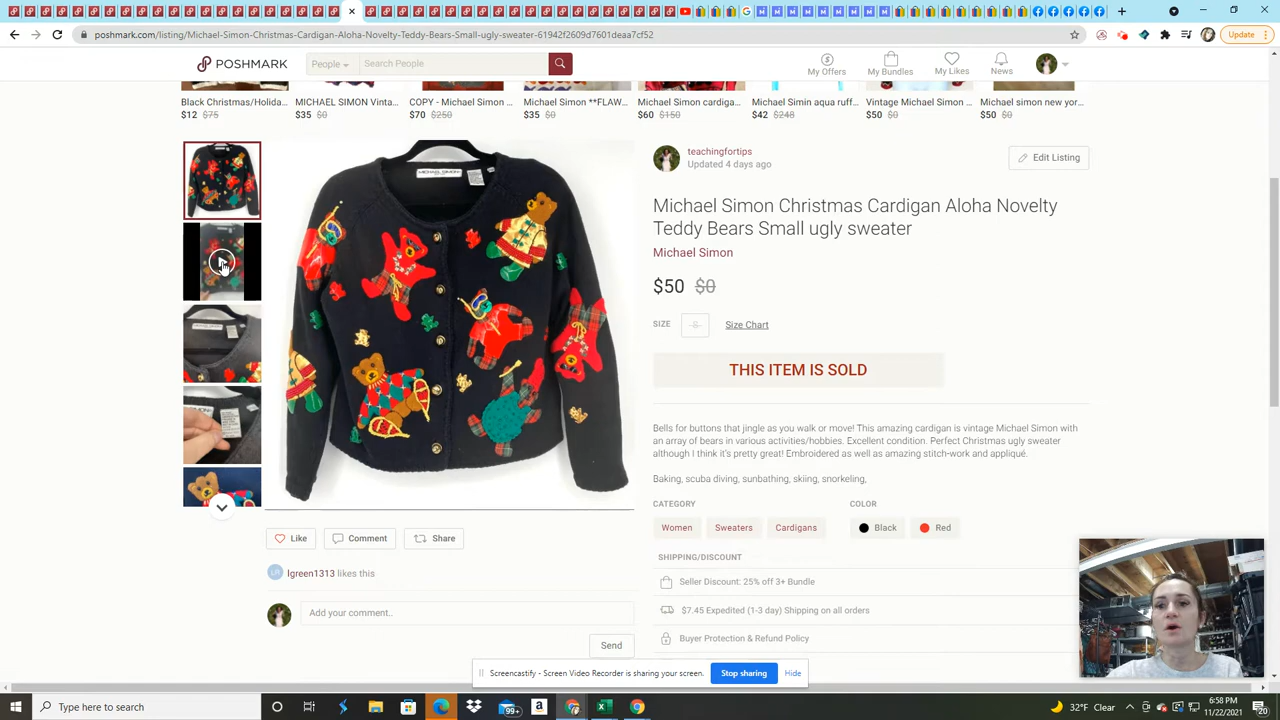 Update
poshmark.com/listing/Michael-Simon-Christmas-Cardigan-Aloha-Novelty-Teddy-Bears-Small-ugly-sweater-61942f2609d7601deaa7cf52
POSHMARK
People
Search People
My Offers
My Bundles
My Likes
News
Black Christmas/Holida...
MICHAEL SIMON Vinta...
COPY - Michael Simon ...
Michael Simon **FLAW...
Michael Simon cardiga...
Michael Simin aqua ruff...
Vintage Michael Simon ...
Michael simon new yor...
$12 $75
$35 $0
$70 $250
$35 $0
$60 $150
$42 $248
$50 $0
$50 $0
MICHAEL SIMON
teachingfortips
Updated 4 days ago
Edit Listing
Michael Simon Christmas Cardigan Aloha Novelty
Teddy Bears Small ugly sweater
Michael Simon
$50 $0
SIZE
S
Size Chart
THIS ITEM IS SOLD
Bells for buttons that jingle as you walk or move! This amazing cardigan is vintage Michael Simon with
an array of bears in various activities/hobbies. Excellent condition. Perfect Christmas ugly sweater
although I think it's pretty great! Embroidered as well as amazing stitch-work and appliqué.
Baking, scuba diving, sunbathing, skiing, snorkeling,
CATEGORY
COLOR
Women
Sweaters
Cardigans
Black
Red
SHIPPING/DISCOUNT
Seller Discount: 25% off 3+ Bundle
$7.45 Expedited (1-3 day) Shipping on all orders
Buyer Protection & Refund Policy
Like
Comment
Share
lgreen1313 likes this
Add your comment..
Send
Screencastify - Screen Video Recorder is sharing your screen.
Stop sharing
Hide
Type here to search
99+
32°F Clear
6:58 PM
11/22/2021
20